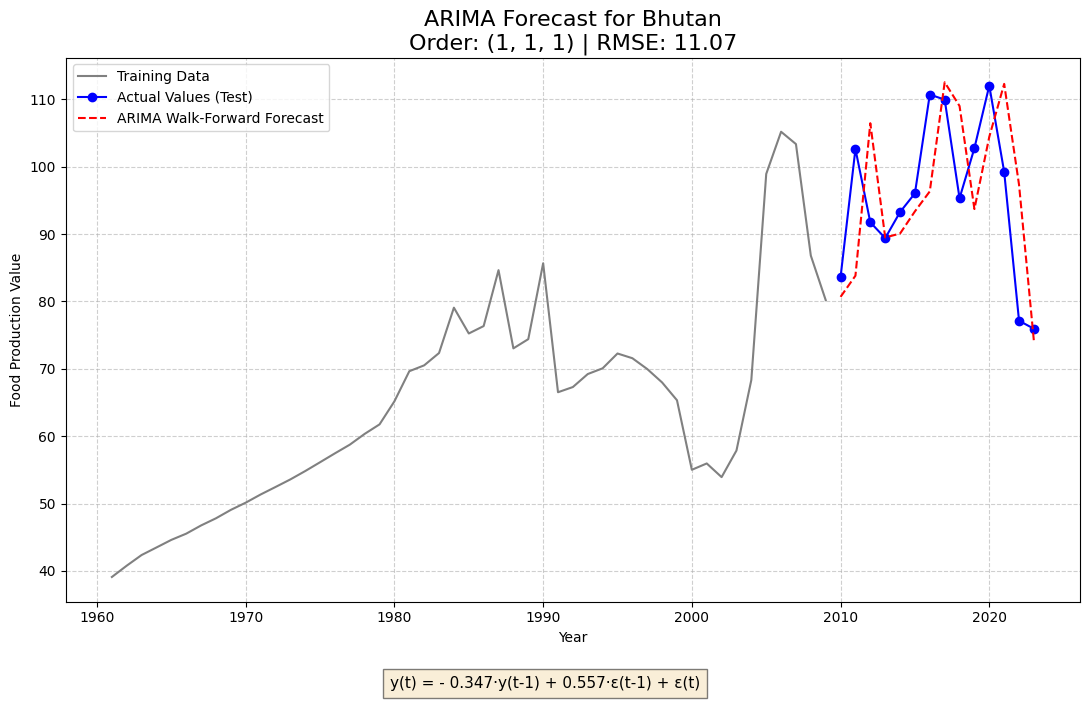 ARIMA Forecast for Bhutan
Order: (1, 1, 1) | RMSE: 11.07
Training Data
Actual Values (Test)
ARIMA Walk-Forward Forecast
Food Production Value
110
100
90
80
70
60
50
40
1960 1970 1980 1990 2000 2010 2020
Year
y(t) = - 0.347·y(t-1) + 0.557·ε(t-1) + ε(t)